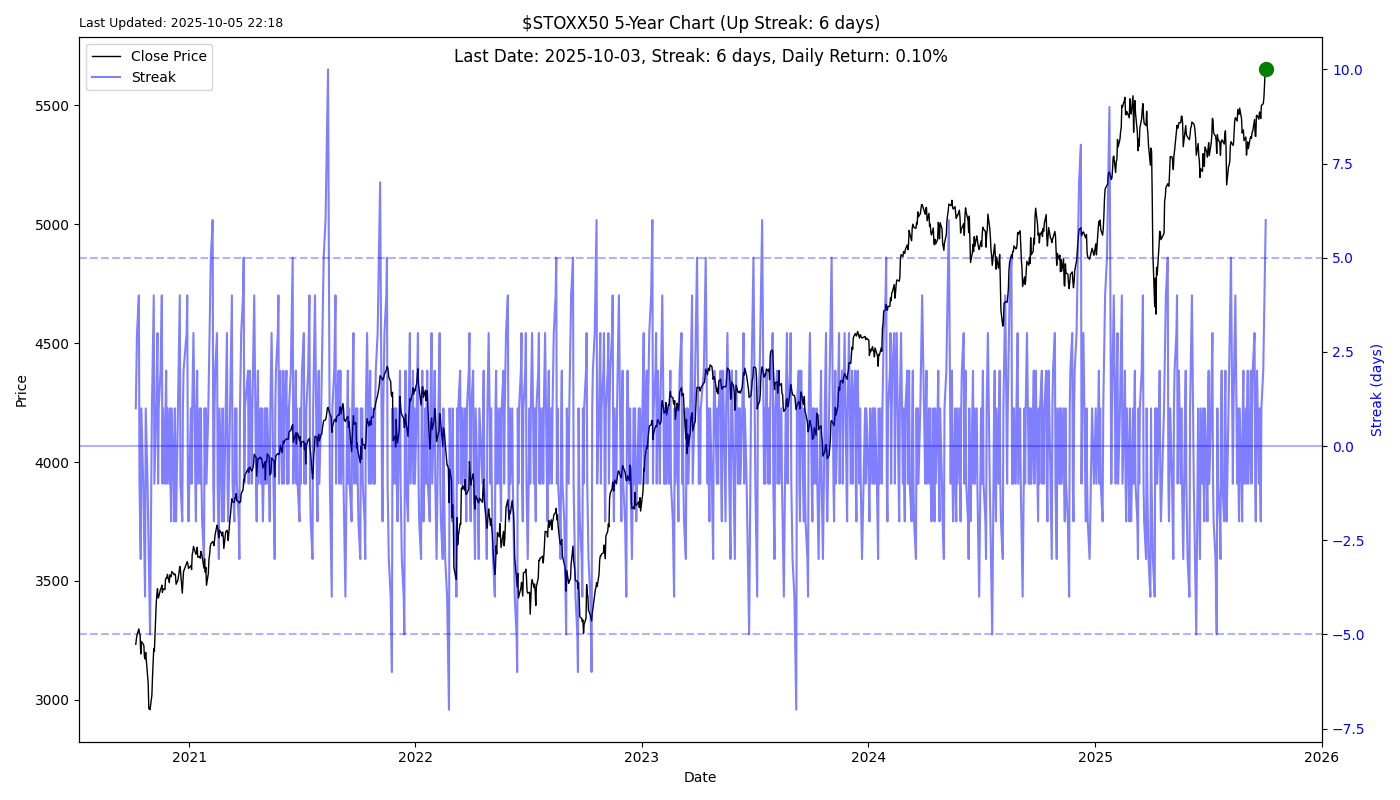 Last Updated: 2025-10-05 22:18
$STOXX50 5-Year Chart (Up Streak: 6 days)
Last Date: 2025-10-03, Streak: 6 days, Daily Return: 0.10%
Close Price
Streak
5500
5000
4500
4000
3500
3000
Price
10.0
7.5
5.0
2.5
0.0
−2.5
−5.0
−7.5
Streak (days)
2021
2022
2023
2024
2025
2026
Date